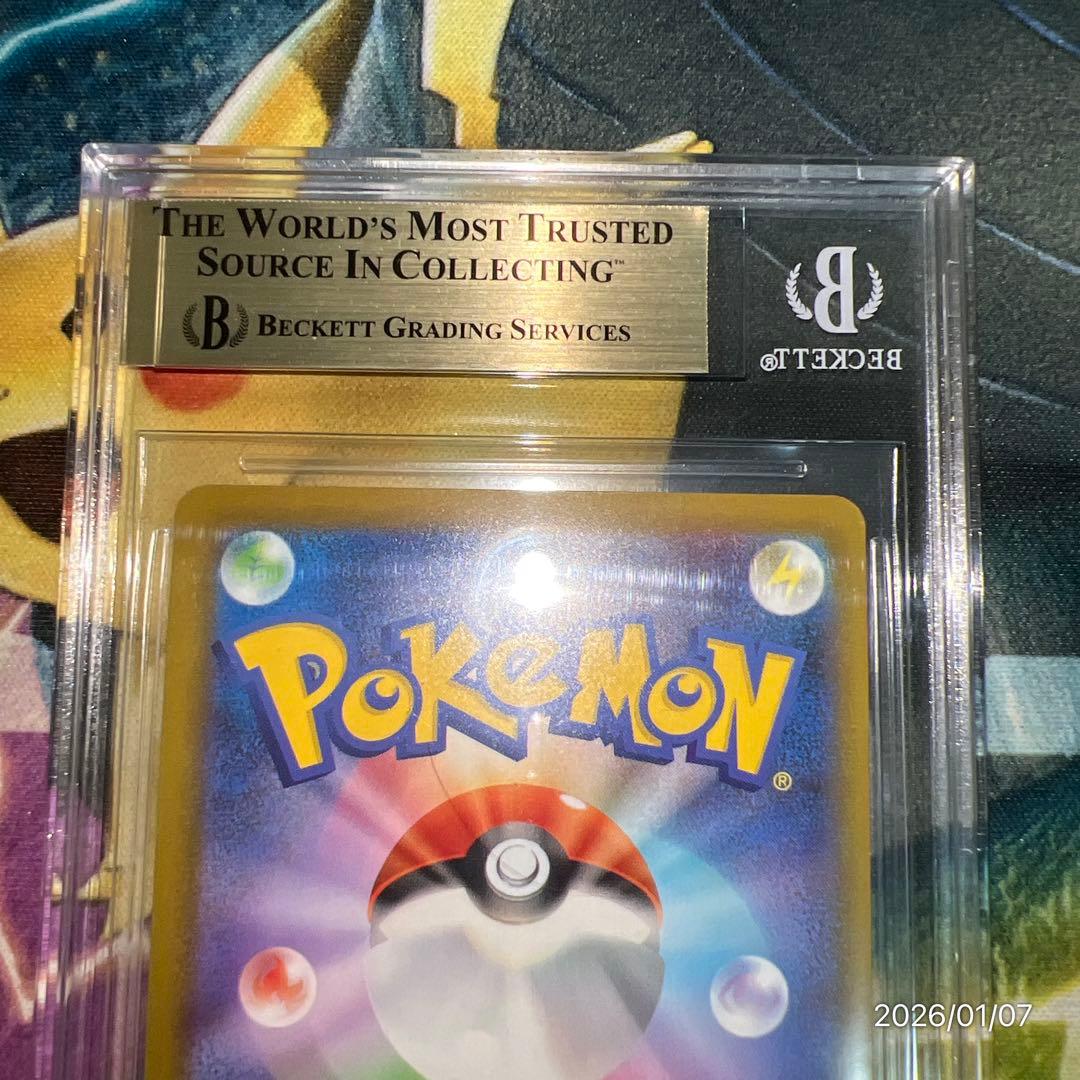 THE WORLD'S MOST TRUSTED
SOURCE IN COLLECTING™
B BECKETT GRADING SERVICES
B
BECKETT®
POKéMON®
2026/01/07